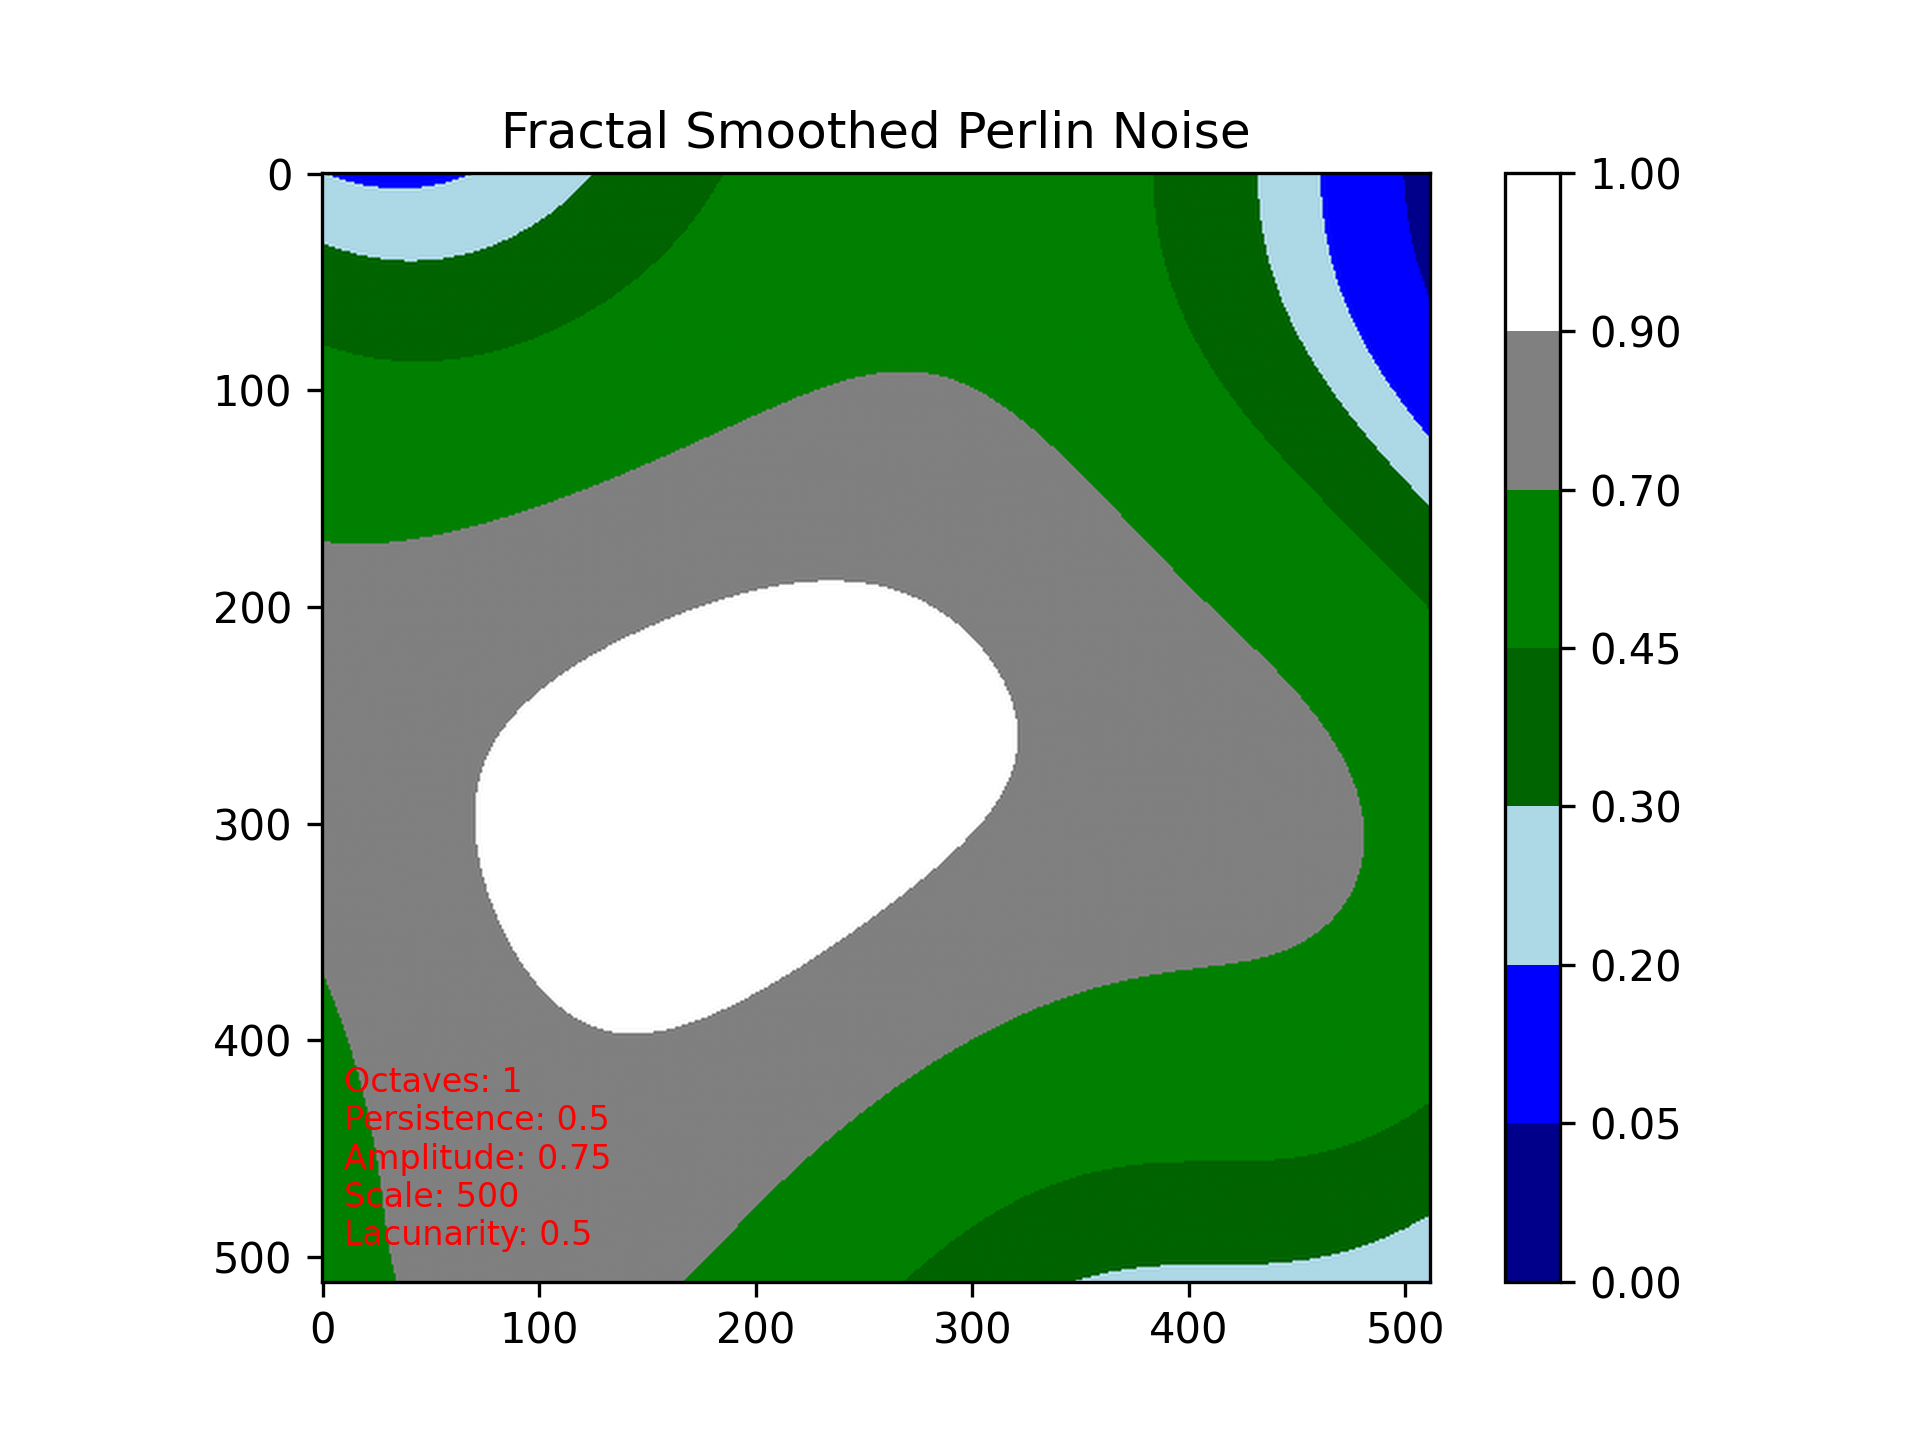 Fractal Smoothed Perlin Noise
0
100
200
300
400
500
Octaves: 1
Persistence: 0.5
Amplitude: 0.75
Scale: 500
Lacunarity: 0.5
0 100 200 300 400 500
1.00
0.90
0.70
0.45
0.30
0.20
0.05
0.00